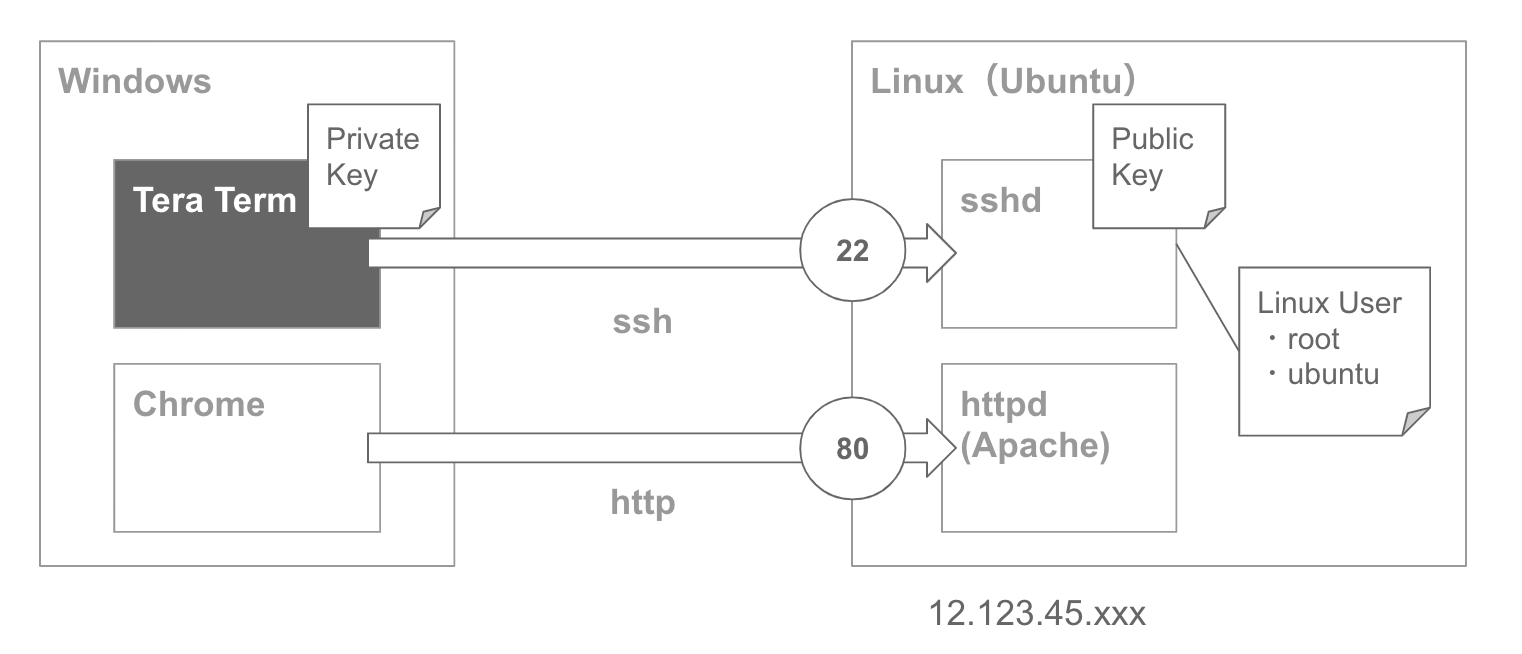 Windows
Private
Key
Tera Term
ssh
22
Chrome
http
80
Linux（Ubuntu）
Public
Key
sshd
Linux User
・root
・ubuntu
httpd
(Apache)
12.123.45.xxx